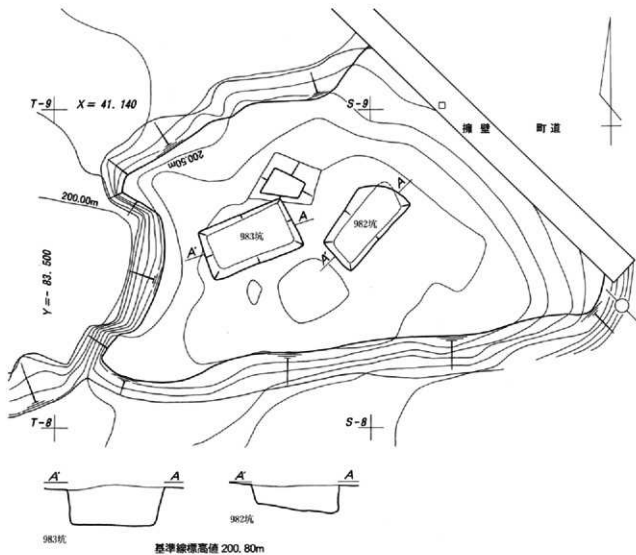 T-9
X= 41.140
S-9
擁壁 町道
200.50m
200.00m
A
A
983坑
982坑
A'
A'
Y=- 83.500
T-8
S-8
A' A
A' A
983坑
982坑
基準線標高値 200.80m